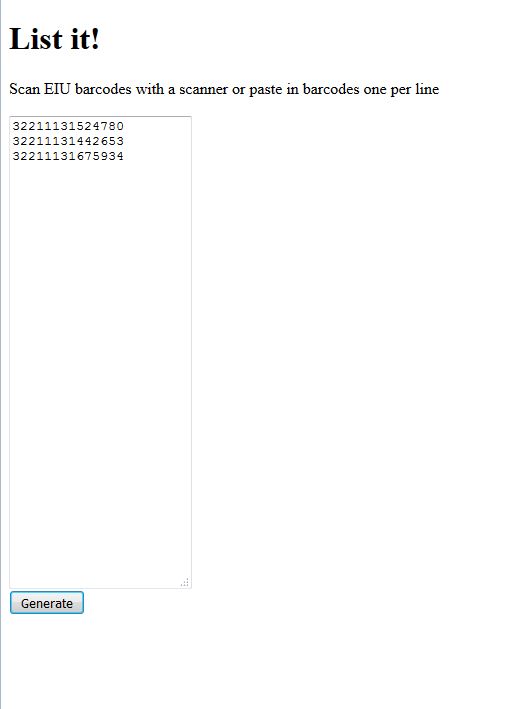 List it!
Scan EIU barcodes with a scanner or paste in barcodes one per line
32211131524780
32211131442653
32211131675934
Generate